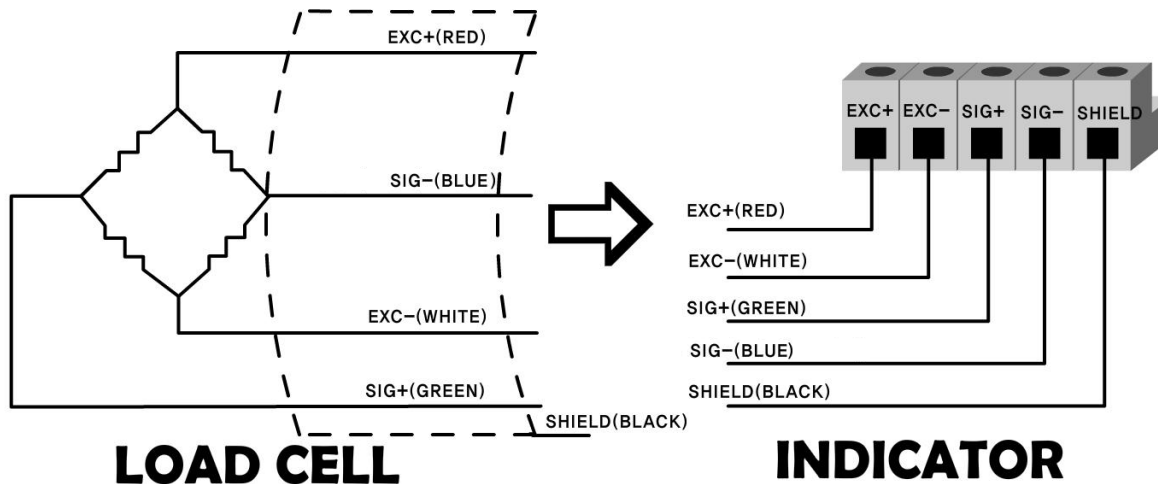 EXC+(RED)
SIG-(BLUE)
EXC-(WHITE)
SIG+(GREEN)
SHIELD(BLACK)
LOAD CELL
EXC+ EXC- SIG+ SIG- SHIELD
EXC+(RED)
EXC-(WHITE)
SIG+(GREEN)
SIG-(BLUE)
SHIELD(BLACK)
INDICATOR